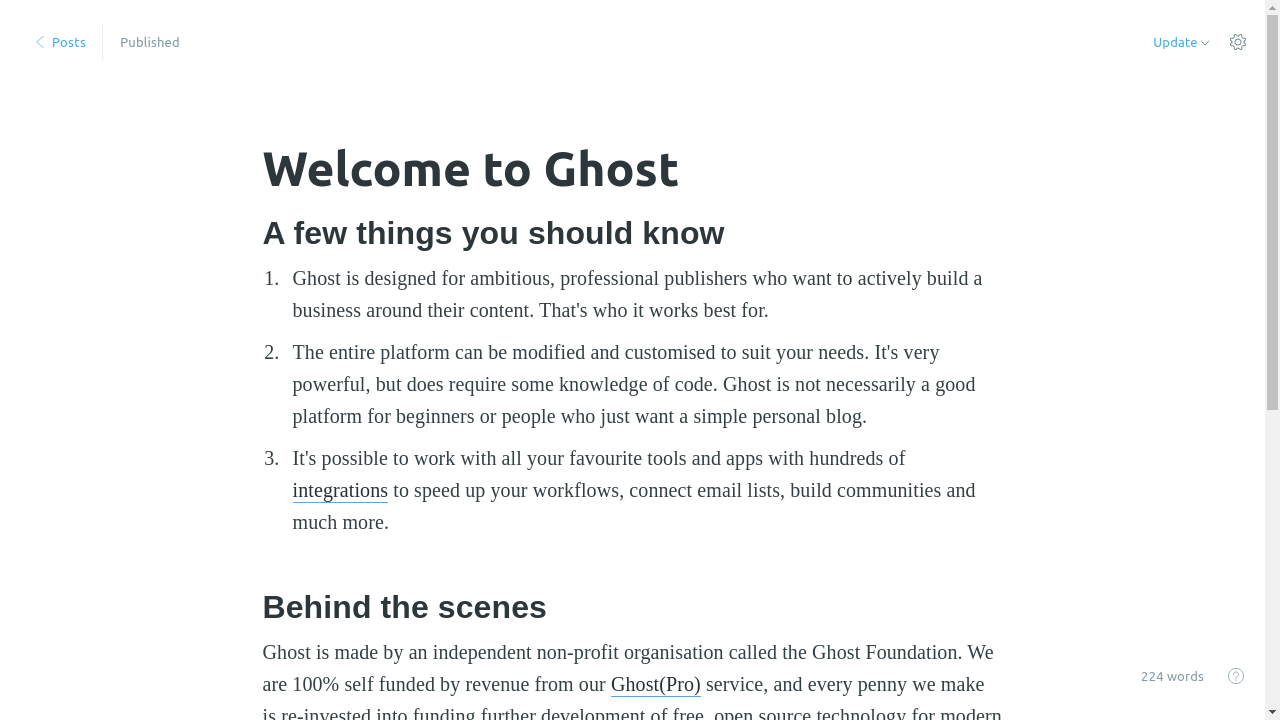 Posts
Published
Update
Welcome to Ghost
A few things you should know
1. Ghost is designed for ambitious, professional publishers who want to actively build a
business around their content. That's who it works best for.
2. The entire platform can be modified and customised to suit your needs. It's very
powerful, but does require some knowledge of code. Ghost is not necessarily a good
platform for beginners or people who just want a simple personal blog.
3. It's possible to work with all your favourite tools and apps with hundreds of
integrations to speed up your workflows, connect email lists, build communities and
much more.
Behind the scenes
Ghost is made by an independent non-profit organisation called the Ghost Foundation. We
are 100% self funded by revenue from our Ghost(Pro) service, and every penny we make
is re-invested into funding further development of free, open source technology for modern
224 words